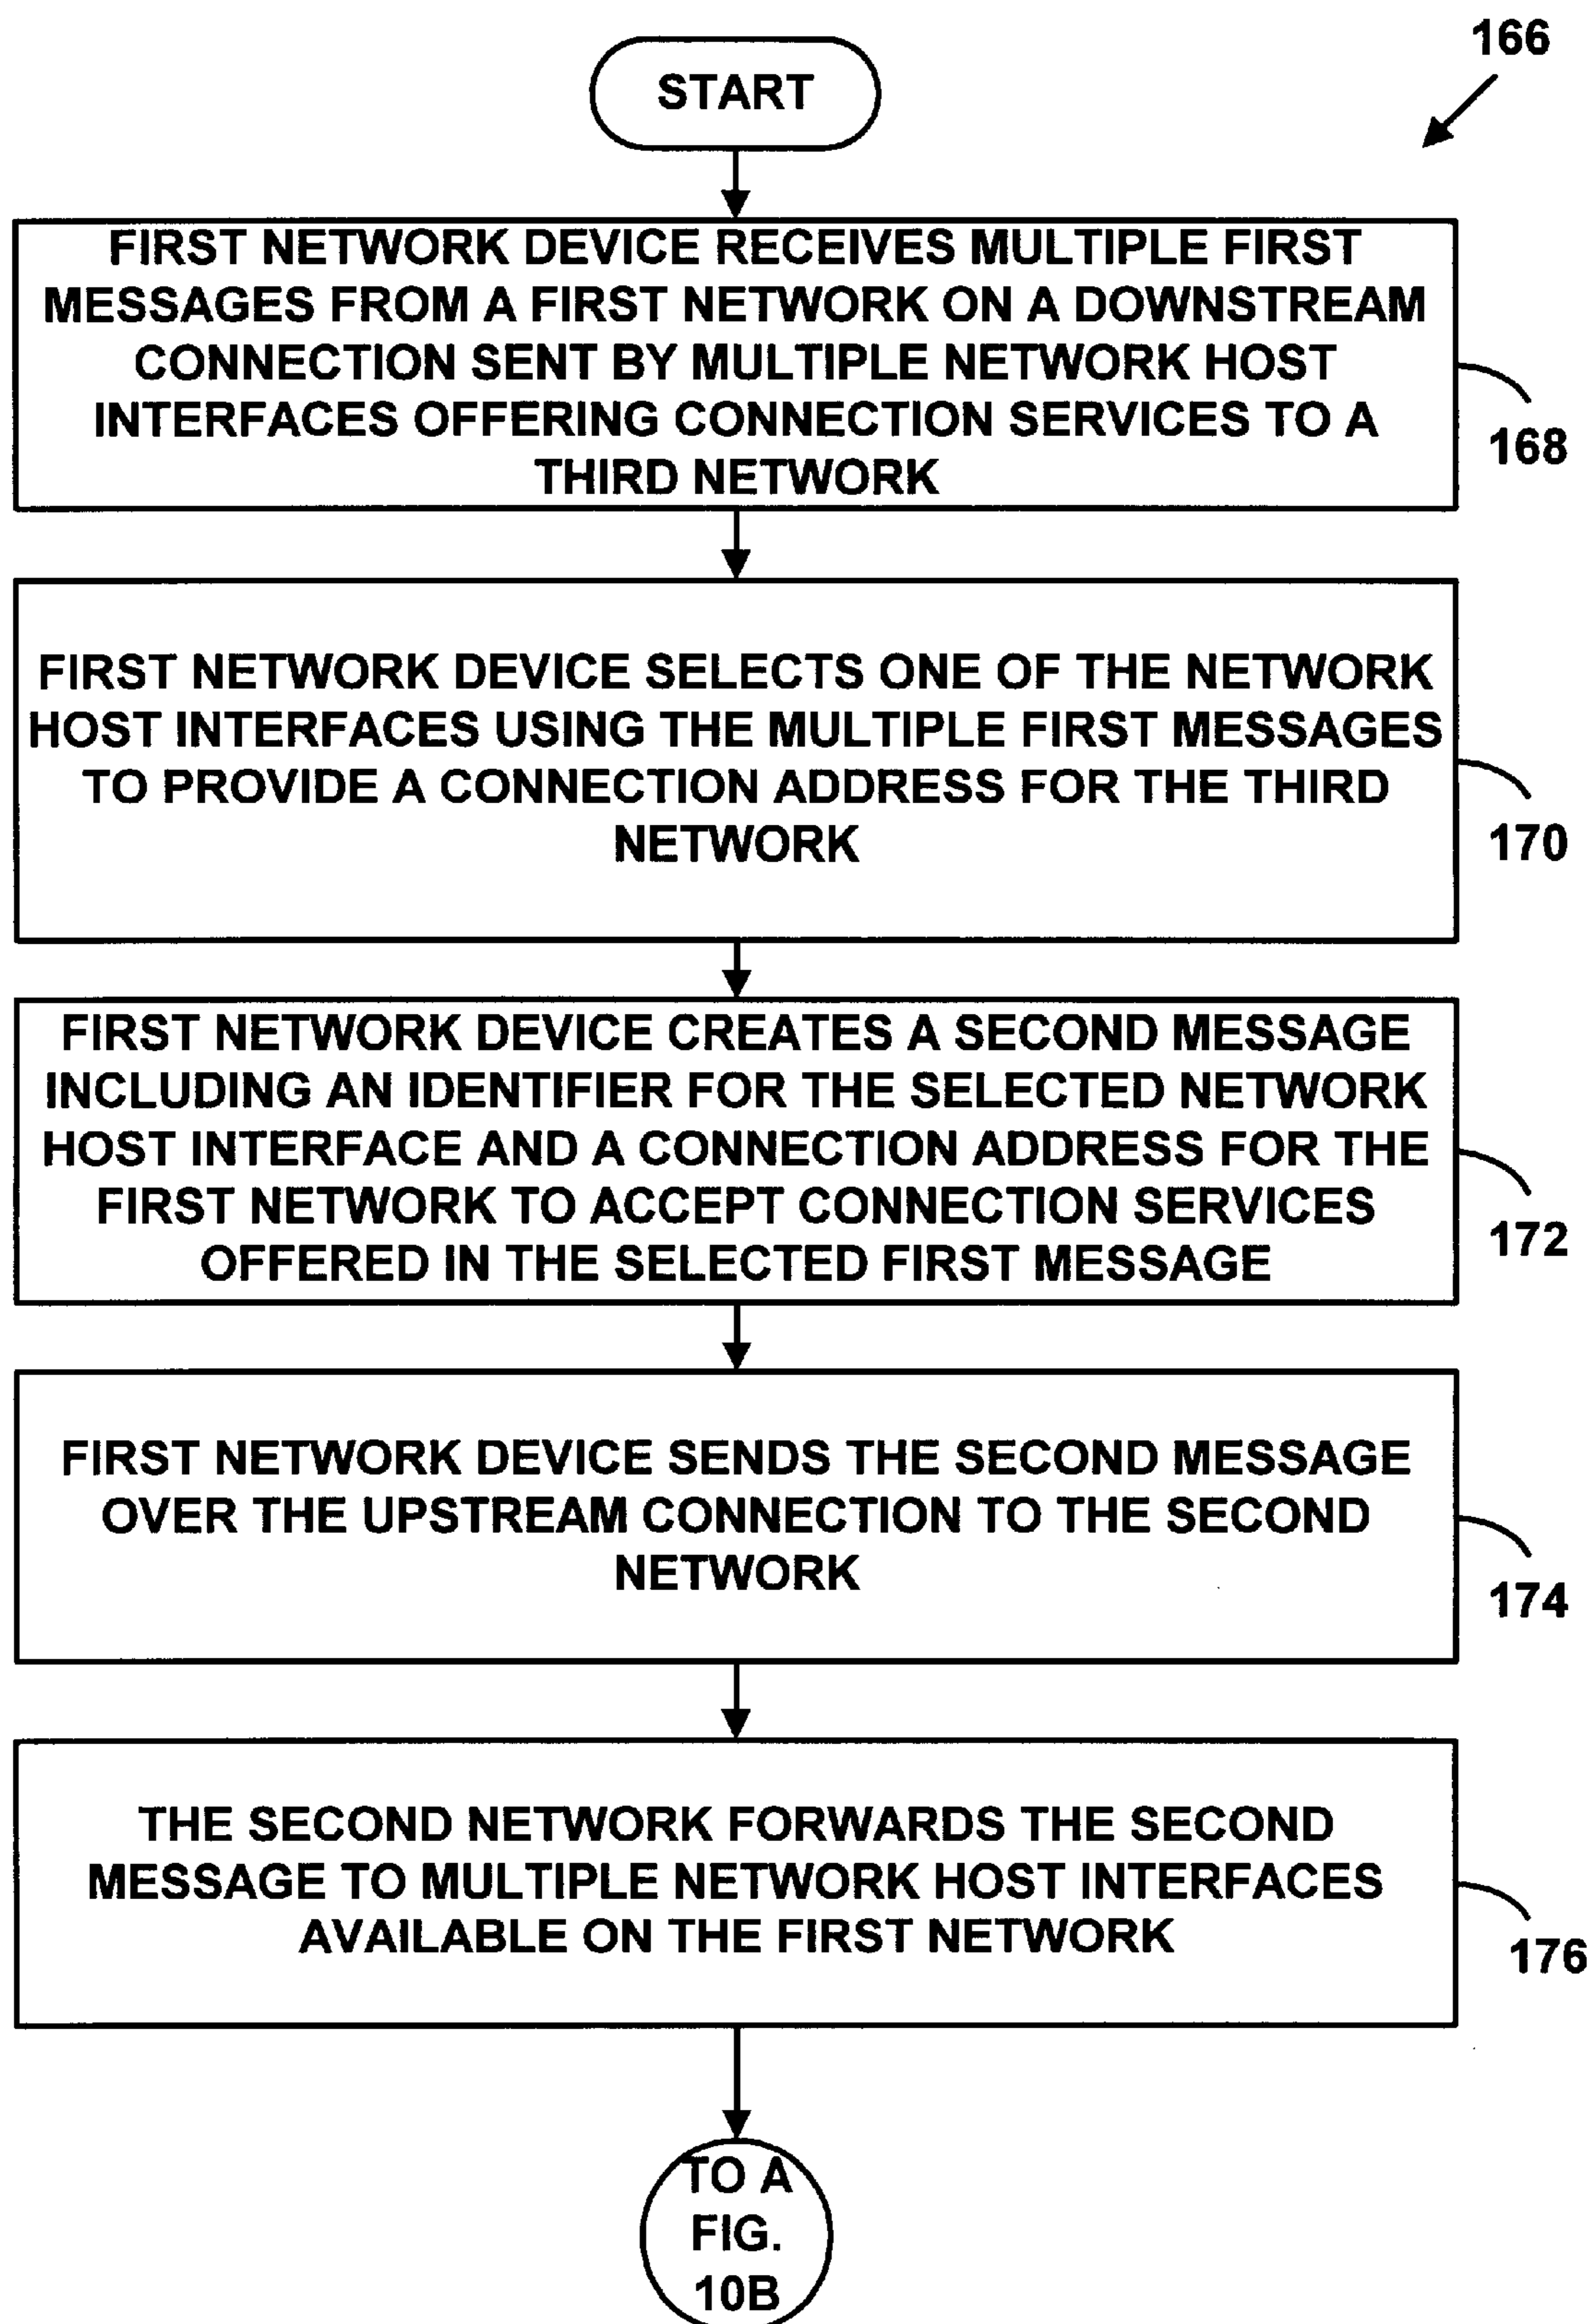 166
START
FIRST NETWORK DEVICE RECEIVES MULTIPLE FIRST
MESSAGES FROM A FIRST NETWORK ON A DOWNSTREAM
CONNECTION SENT BY MULTIPLE NETWORK HOST
INTERFACES OFFERING CONNECTION SERVICES TO A
THIRD NETWORK
168
FIRST NETWORK DEVICE SELECTS ONE OF THE NETWORK
HOST INTERFACES USING THE MULTIPLE FIRST MESSAGES
TO PROVIDE A CONNECTION ADDRESS FOR THE THIRD
NETWORK
170
FIRST NETWORK DEVICE CREATES A SECOND MESSAGE
INCLUDING AN IDENTIFIER FOR THE SELECTED NETWORK
HOST INTERFACE AND A CONNECTION ADDRESS FOR THE
FIRST NETWORK TO ACCEPT CONNECTION SERVICES
OFFERED IN THE SELECTED FIRST MESSAGE
172
FIRST NETWORK DEVICE SENDS THE SECOND MESSAGE
OVER THE UPSTREAM CONNECTION TO THE SECOND
NETWORK
174
THE SECOND NETWORK FORWARDS THE SECOND
MESSAGE TO MULTIPLE NETWORK HOST INTERFACES
AVAILABLE ON THE FIRST NETWORK
176
TO A
FIG.
10B